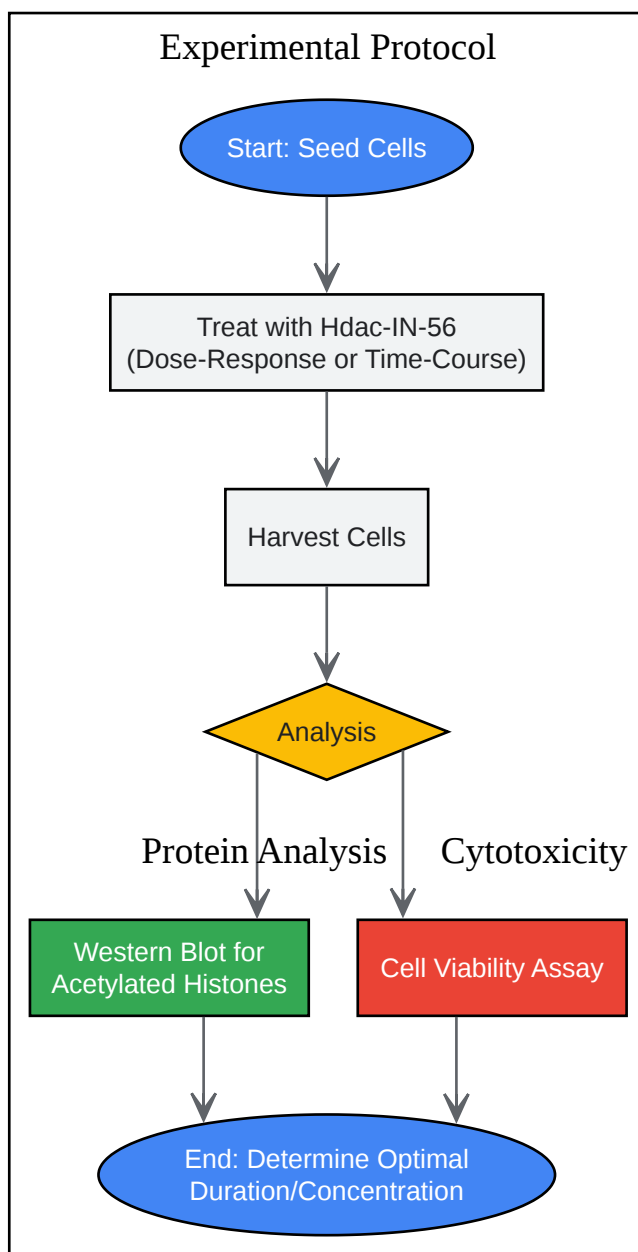 Experimental Protocol
Start: Seed Cells
Treat with Hdac-IN-56
(Dose-Response or Time-Course)
Harvest Cells
Analysis
Protein Analysis
Cytotoxicity
Western Blot for
Acetylated Histones
Cell Viability Assay
End: Determine Optimal
Duration/Concentration